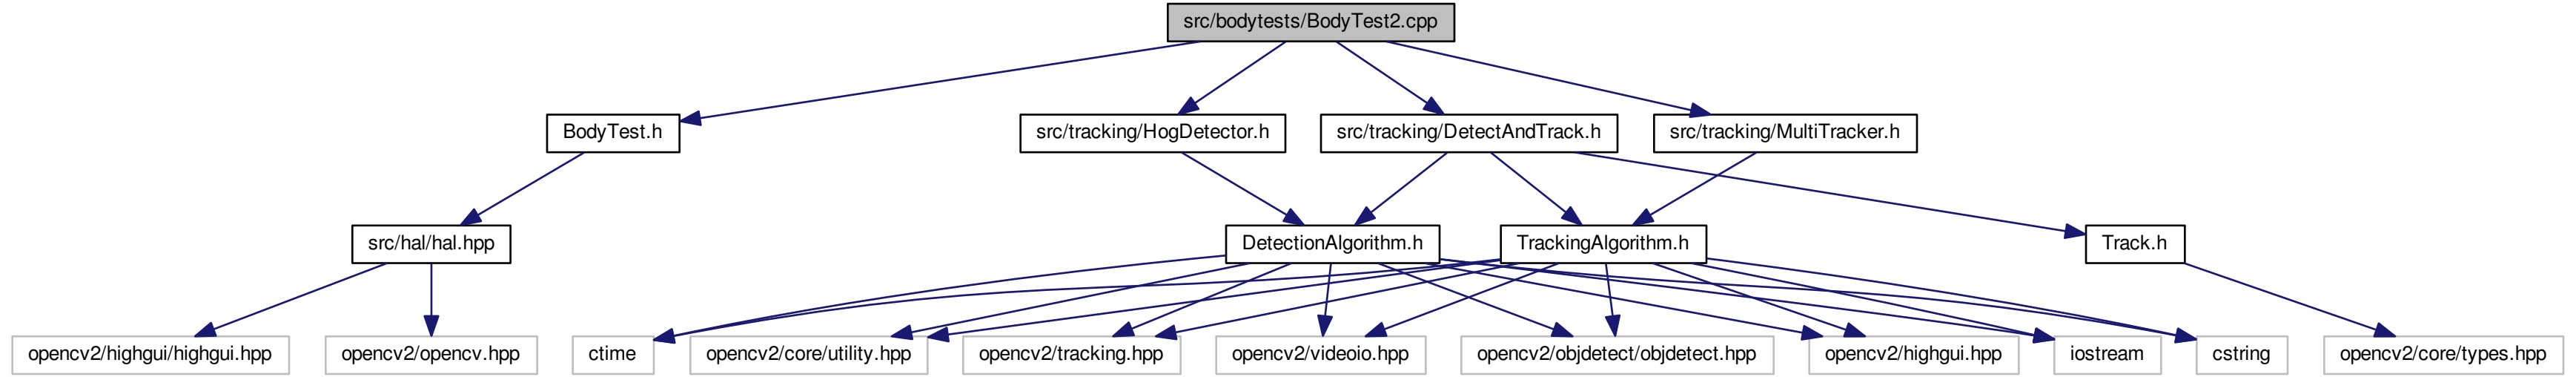 src/bodytests/BodyTest2.cpp
BodyTest.h
src/tracking/HogDetector.h
src/tracking/DetectAndTrack.h
src/tracking/MultiTracker.h
src/hal/hal.hpp
DetectionAlgorithm.h
TrackingAlgorithm.h
Track.h
opencv2/highgui/highgui.hpp
opencv2/opencv.hpp
ctime
opencv2/core/utility.hpp
opencv2/tracking.hpp
opencv2/videoio.hpp
opencv2/objdetect/objdetect.hpp
opencv2/highgui.hpp
iostream
cstring
opencv2/core/types.hpp